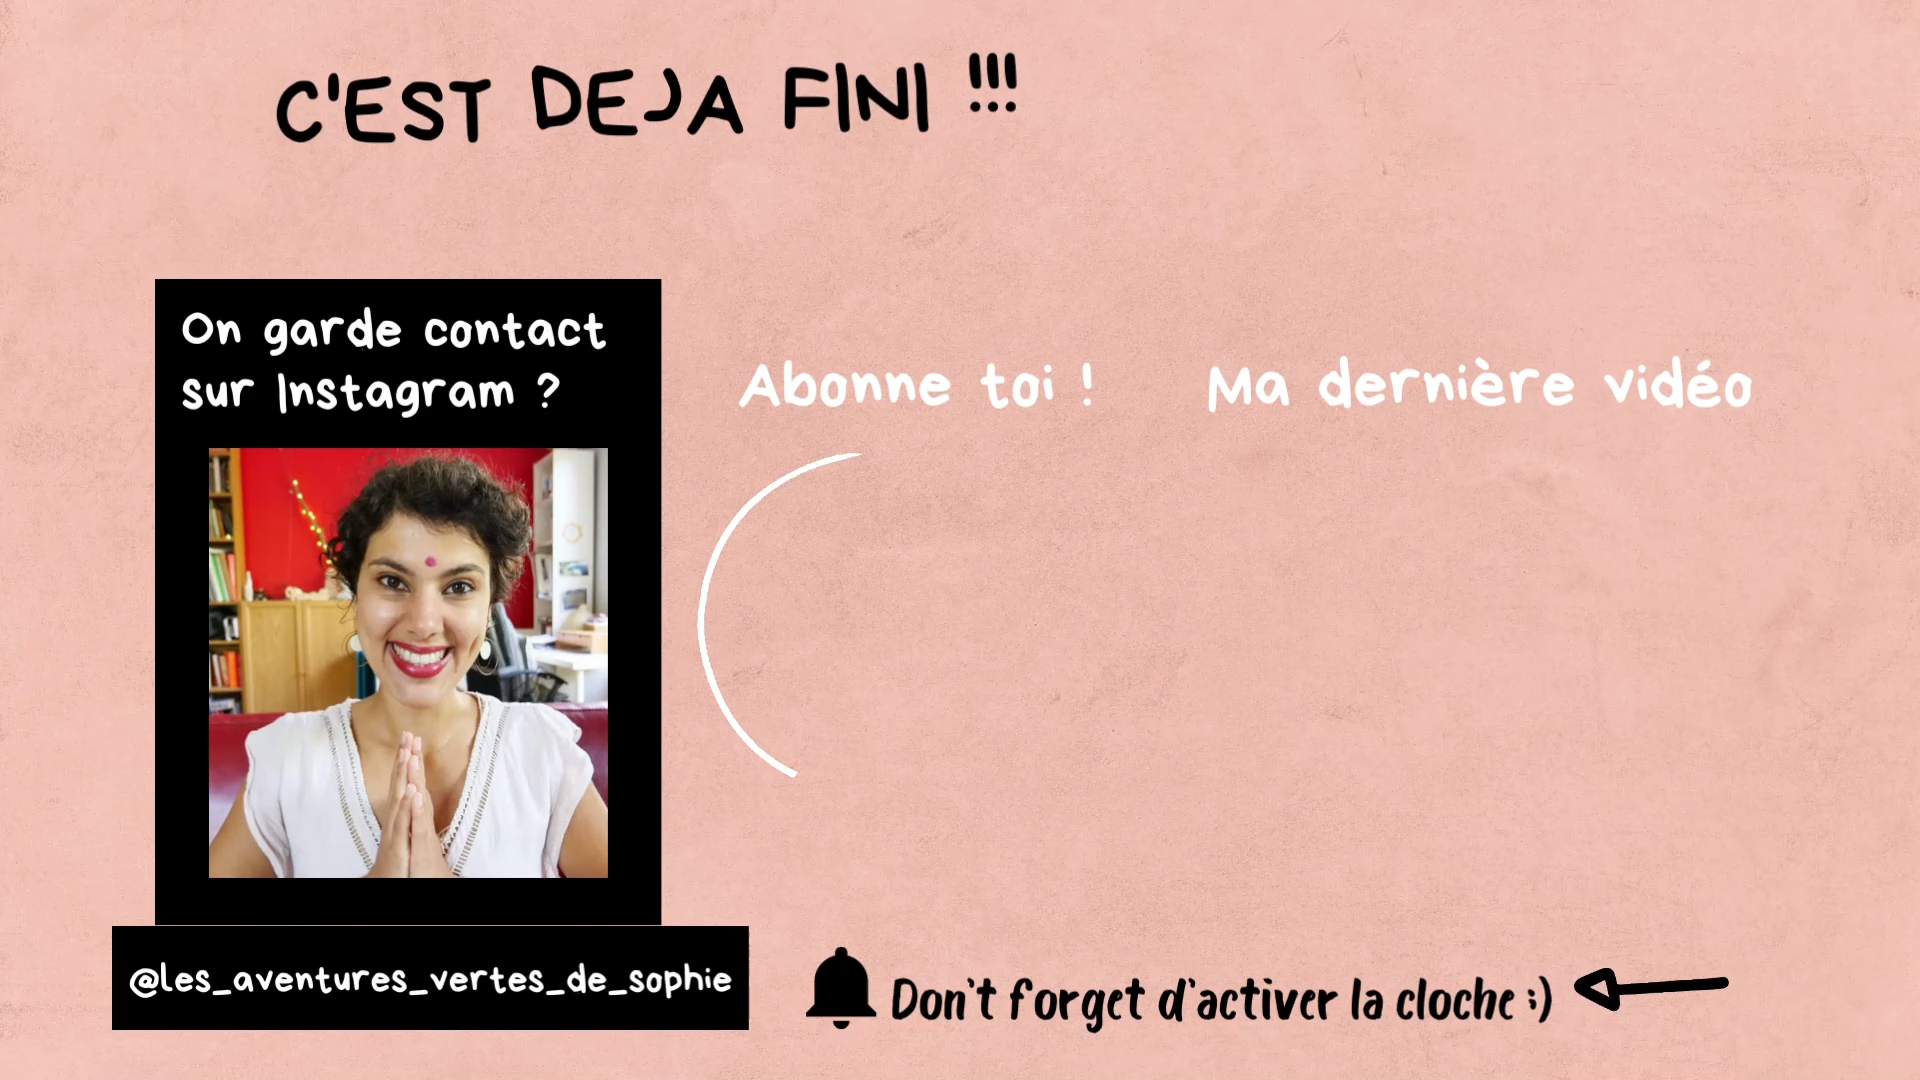 C'EST DEJA FINI !!!
On garde contact
sur Instagram ?
Abonne toi !
Ma dernière vidéo
@les_aventures_vertes_de_sophie
Don't forget d'activer la cloche ;)